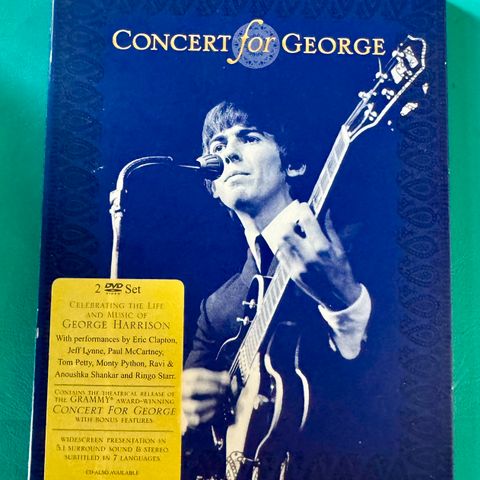 CONCERT for GEORGE
2 DVD VIDEO Set
CELEBRATING THE LIFE
AND MUSIC OF
GEORGE HARRISON
With performances by Eric Clapton,
Jeff Lynne, Paul McCartney,
Tom Petty, Monty Python, Ravi &
Anoushka Shankar and Ringo Starr.
CONTAINS THE THEATRICAL RELEASE OF
THE GRAMMY® AWARD-WINNING
CONCERT FOR GEORGE
WITH BONUS FEATURES.
WIDESCREEN PRESENTATION IN
5.1 SURROUND SOUND & STEREO.
SUBTITLED IN 7 LANGUAGES.
CD ALSO AVAILABLE